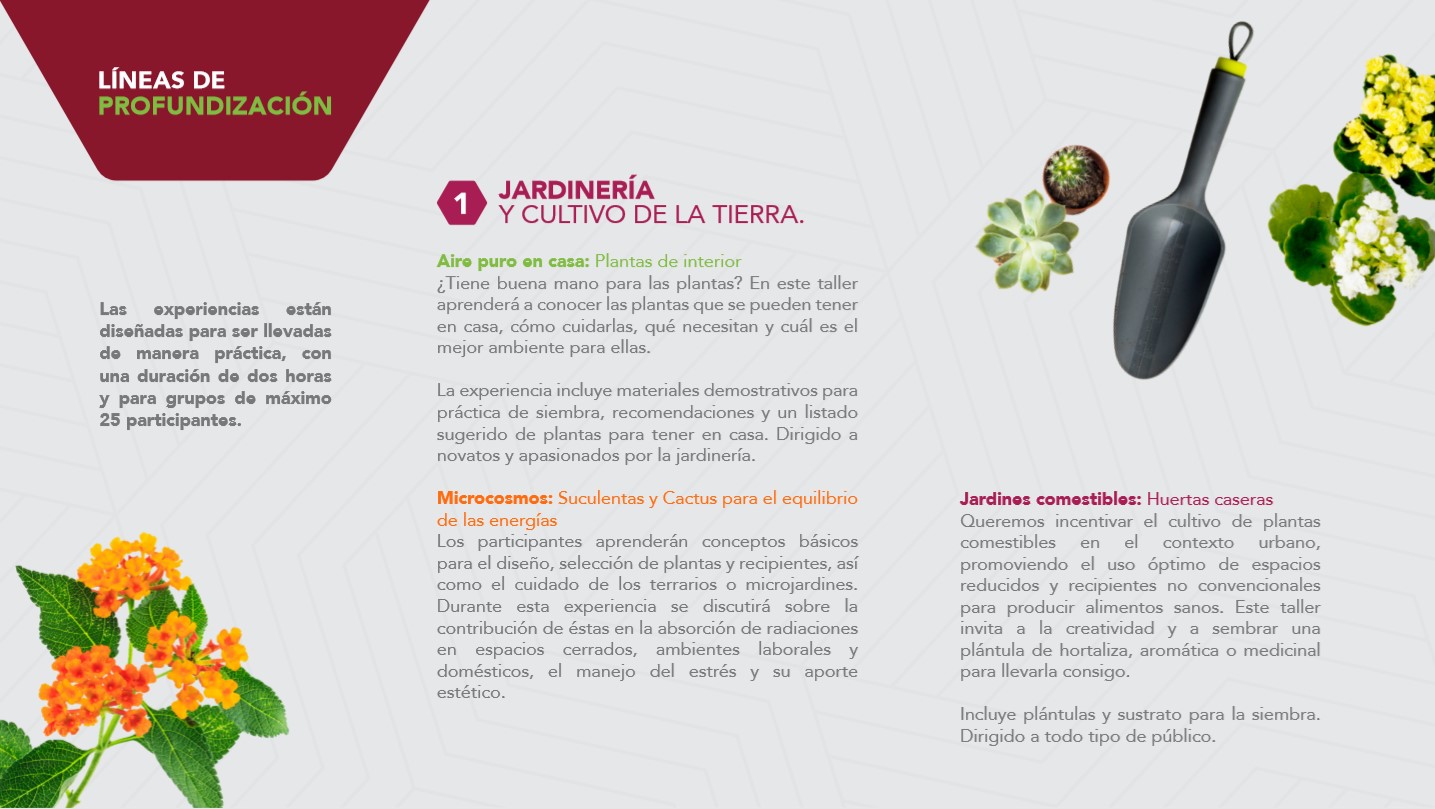 LÍNEAS DE
PROFUNDIZACIÓN
Las experiencias están
diseñadas para ser llevadas
de manera práctica, con
una duración de dos horas
y para grupos de máximo
25 participantes.
1
JARDINERÍA
Y CULTIVO DE LA TIERRA.
Aire puro en casa: Plantas de interior
¿Tiene buena mano para las plantas? En este taller
aprenderá a conocer las plantas que se pueden tener
en casa, cómo cuidarlas, qué necesitan y cuál es el
mejor ambiente para ellas.
La experiencia incluye materiales demostrativos para
práctica de siembra, recomendaciones y un listado
sugerido de plantas para tener en casa. Dirigido a
novatos y apasionados por la jardinería.
Microcosmos: Suculentas y Cactus para el equilibrio
de las energías
Los participantes aprenderán conceptos básicos
para el diseño, selección de plantas y recipientes, así
como el cuidado de los terrarios o microjardines.
Durante esta experiencia se discutirá sobre la
contribución de éstas en la absorción de radiaciones
en espacios cerrados, ambientes laborales y
domésticos, el manejo del estrés y su aporte
estético.
Jardines comestibles: Huertas caseras
Queremos incentivar el cultivo de plantas
comestibles en el contexto urbano,
promoviendo el uso óptimo de espacios
reducidos y recipientes no convencionales
para producir alimentos sanos. Este taller
invita a la creatividad y a sembrar una
plántula de hortaliza, aromática o medicinal
para llevarla consigo.
Incluye plántulas y sustrato para la siembra.
Dirigido a todo tipo de público.